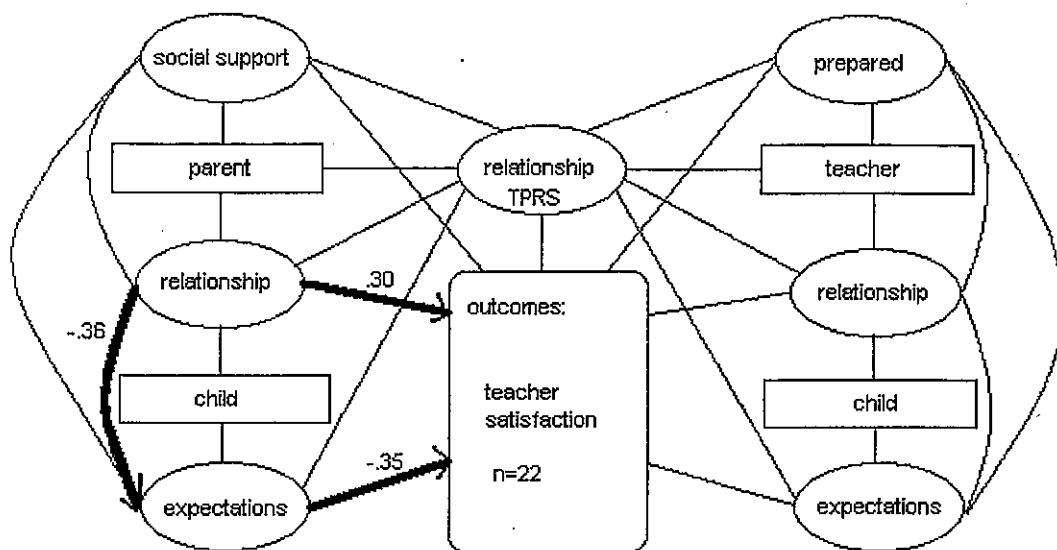 social support
prepared
parent
relationship
TPRS
teacher
relationship
.30
outcomes:
relationship
-.36
child
teacher
satisfaction
child
-.35
n=22
expectations
expectations